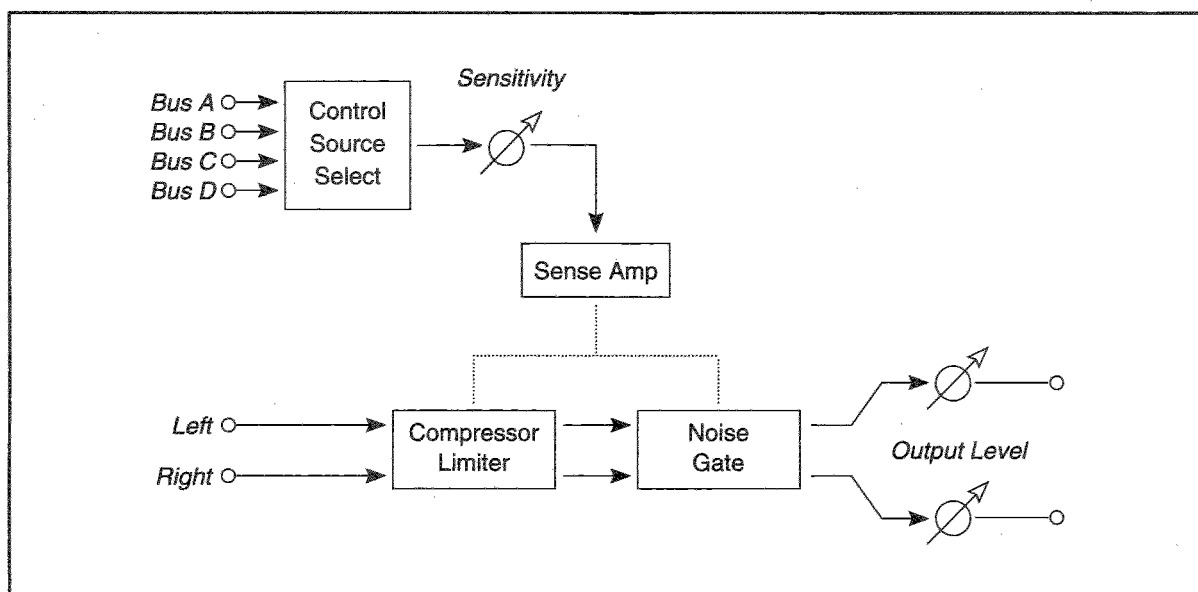 Sensitivity
Bus A
Bus B
Bus C
Bus D
Control
Source
Select
Sense Amp
Left
Right
Compressor
Limiter
Noise
Gate
Output Level